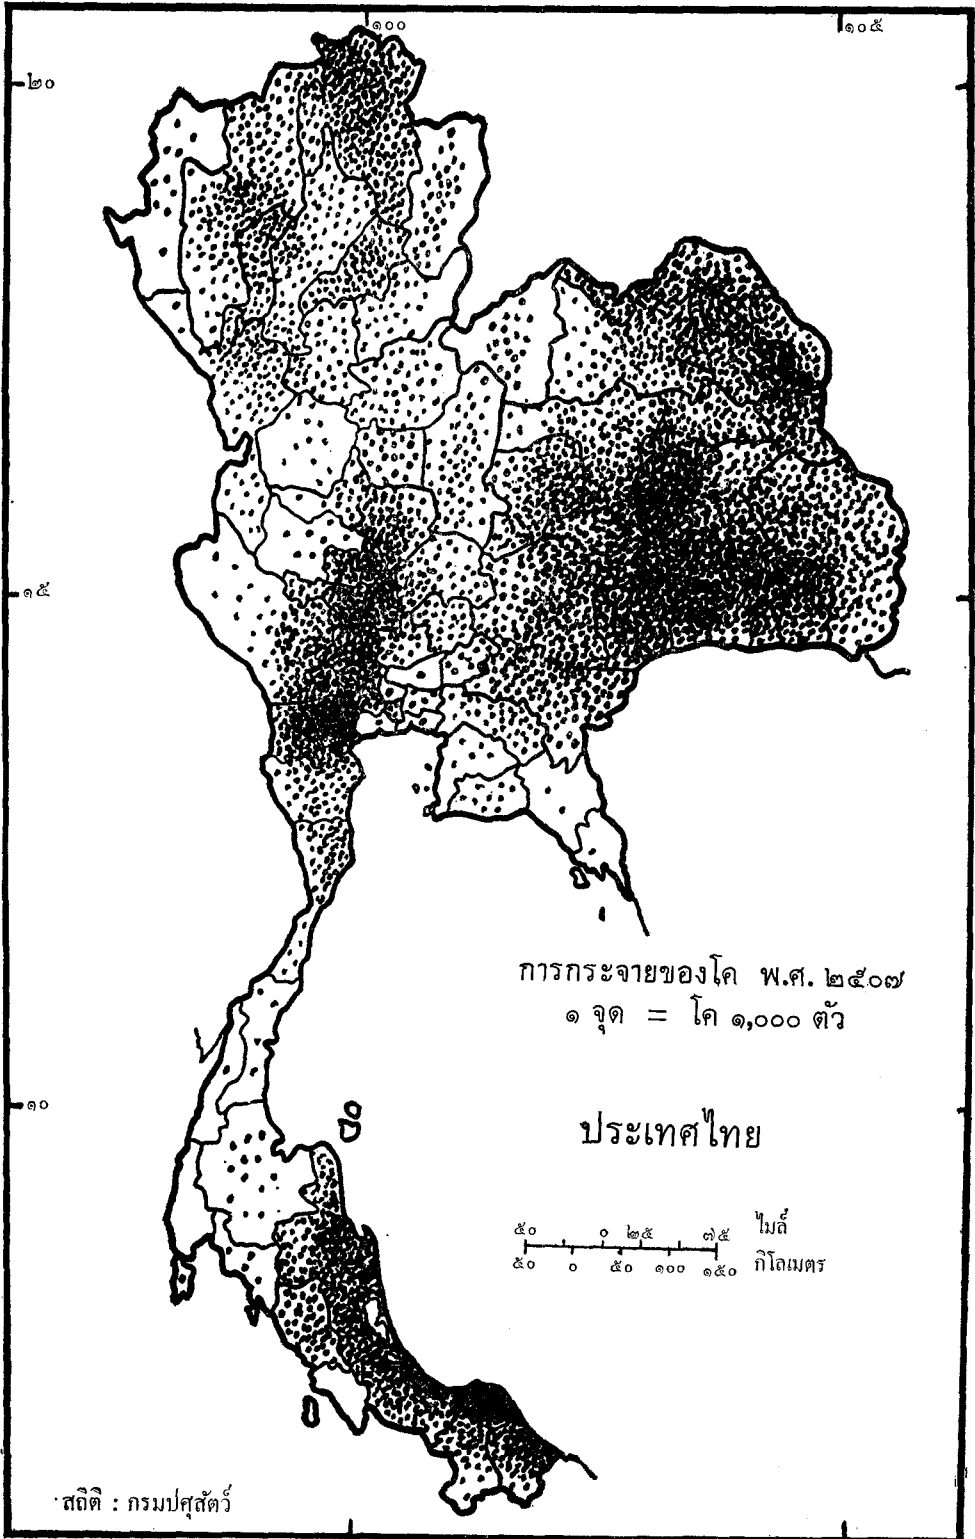 ๑๐๐
๑๐๕
๒๐
๑๕
๑๐
การกระจายของโค พ.ศ. ๒๕๐๗
๑ จุด = โค ๑,๐๐๐ ตัว
ประเทศไทย
๕๐ ๐ ๒๕ ๗๕ ไมล์
๕๐ ๐ ๕๐ ๑๐๐ ๑๕๐ กิโลเมตร
สถิติ : กรมปศุสัตว์